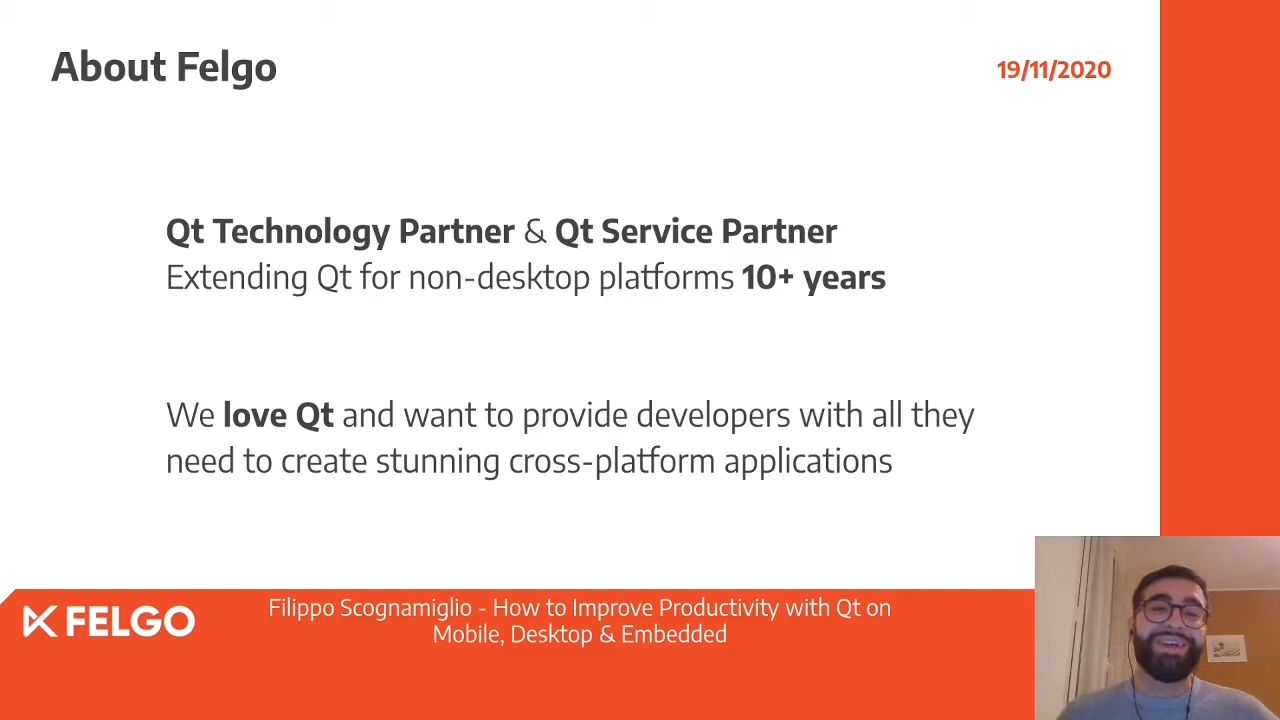 About Felgo
19/11/2020
Qt Technology Partner & Qt Service Partner
Extending Qt for non-desktop platforms 10+ years
We love Qt and want to provide developers with all they
need to create stunning cross-platform applications
FELGO
Filippo Scognamiglio - How to Improve Productivity with Qt on
Mobile, Desktop & Embedded